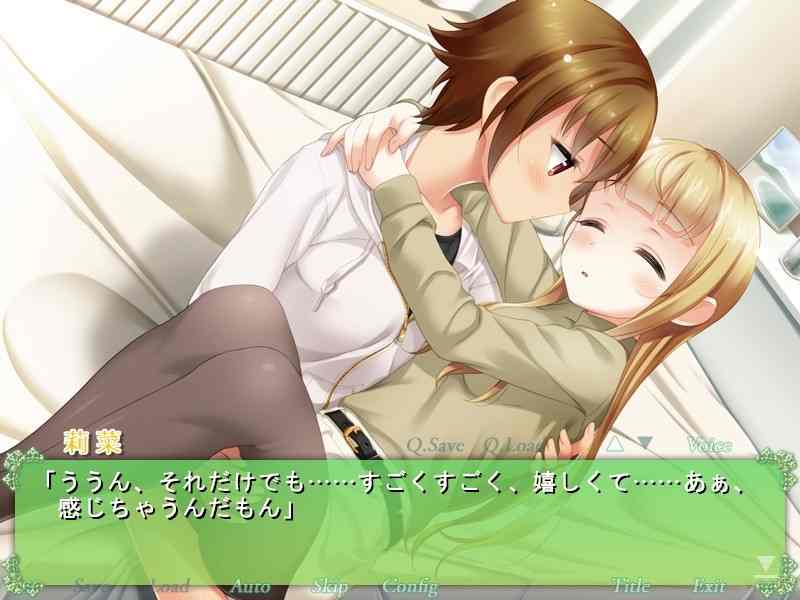 Q.Save Q.Load Voice
莉菜
「ううん、それだけでも……すごくすごく、嬉しくて……あぁ、
感じちゃうんだもん」
Save Load Auto Skip Config Title Exit